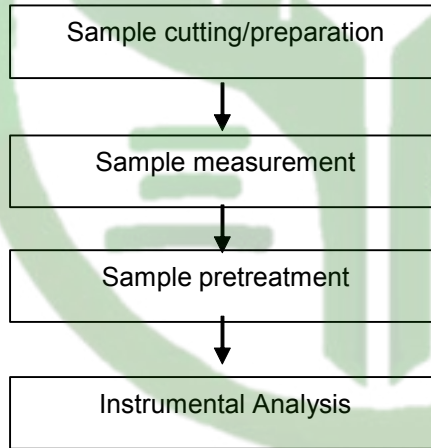 Sample cutting/preparation
Sample measurement
Sample pretreatment
Instrumental Analysis